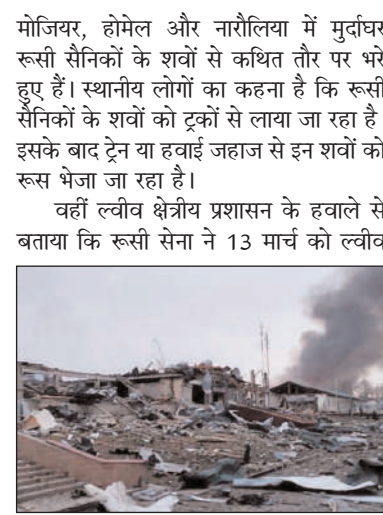 मोजियर, होमेल और नारौलिया में मुर्दाघर
रूसी सैनिकों के शवों से कथित तौर पर भरे
हुए हैं। स्थानीय लोगों का कहना है कि रूसी
सैनिकों के शवों को ट्रकों से लाया जा रहा है
इसके बाद ट्रेन या हवाई जहाज से इन शवों को
रूस भेजा जा रहा है।
वहीं ल्वीव क्षेत्रीय प्रशासन के हवाले से
बताया कि रूसी सेना ने 13 मार्च को ल्वीव